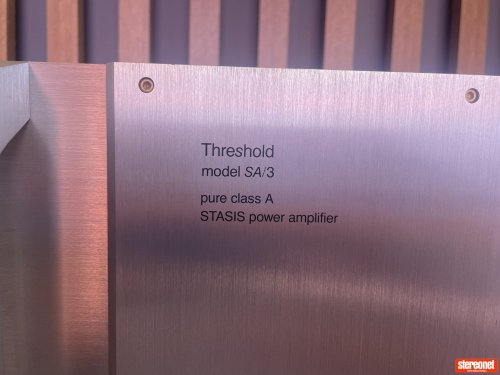 Threshold
model SA/3
pure class A
STASIS power amplifier
stereonet